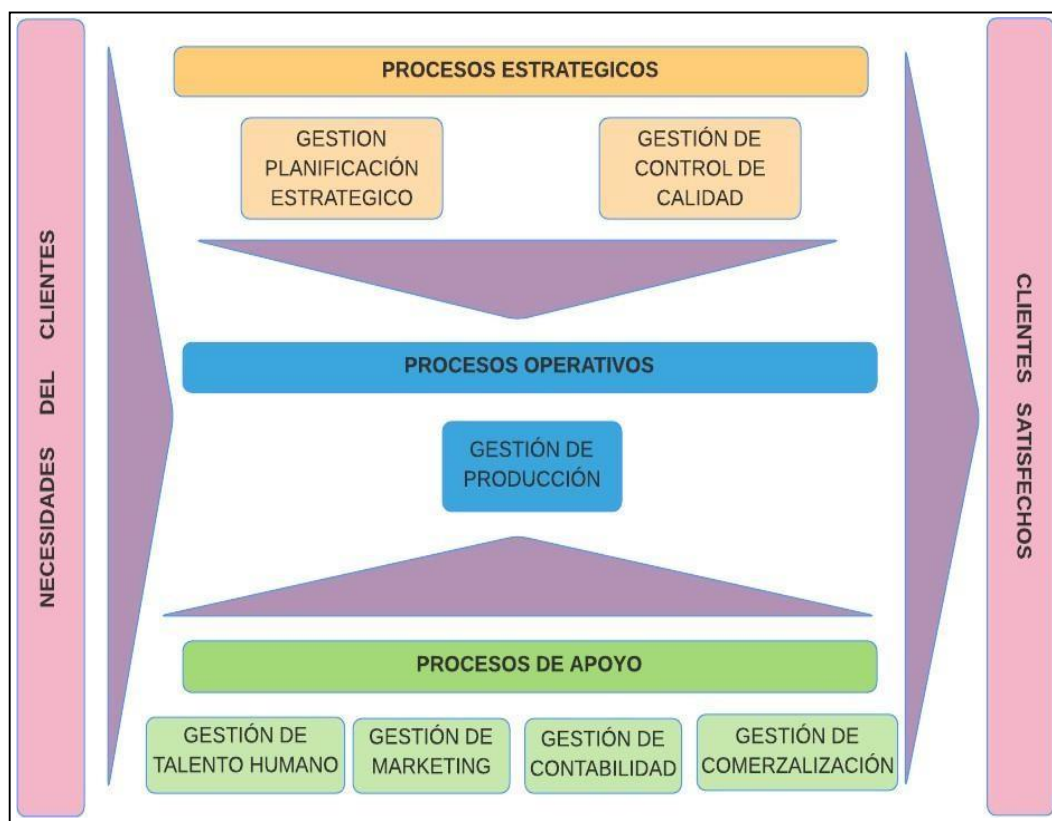 NECESIDADES DEL CLIENTES
PROCESOS ESTRATEGICOS
GESTION
PLANIFICACIÓN
ESTRATEGICO
GESTIÓN DE
CONTROL DE
CALIDAD
PROCESOS OPERATIVOS
GESTIÓN DE
PRODUCCIÓN
PROCESOS DE APOYO
GESTIÓN DE
TALENTO HUMANO
GESTIÓN DE
MARKETING
GESTIÓN DE
CONTABILIDAD
GESTIÓN DE
COMERZALIZACIÓN
CLIENTES SATISFECHOS